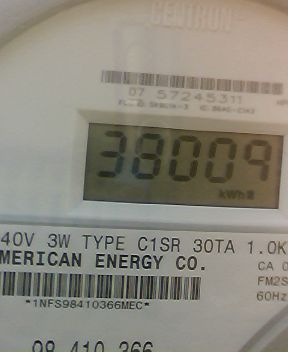 CENTRON
07 57245311
38009
kWh
40V 3W TYPE C1SR 30TA 1.0K
MERICAN ENERGY CO.
CA 0
FM2S
*1NFS98410366MEC*
60Hz
98 410 366